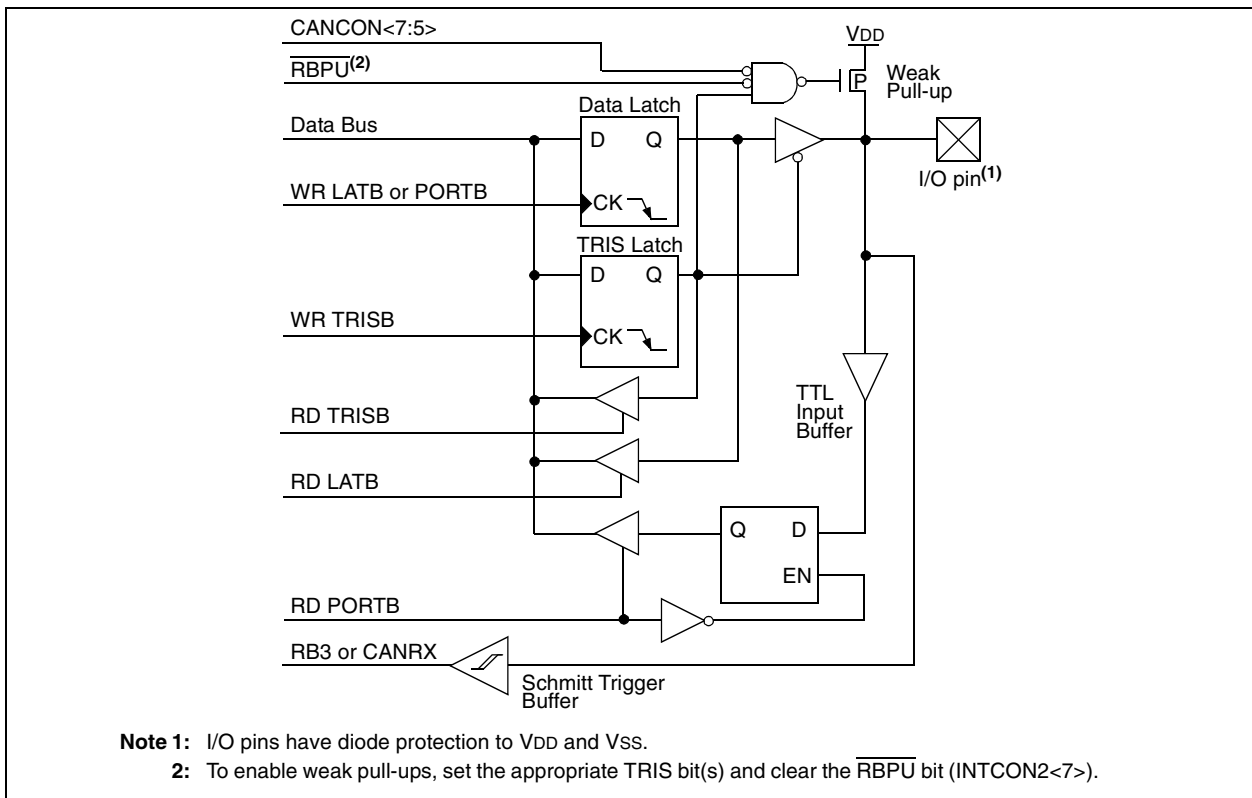 CANCON<7:5>
RBPU(2)
VDD
P
Weak
Pull-up
Data Latch
Data Bus
D Q
I/O pin(1)
WR LATB or PORTB
CK
TRIS Latch
D Q
WR TRISB
CK
TTL
Input
Buffer
RD TRISB
RD LATB
Q D
EN
RD PORTB
RB3 or CANRX
Schmitt Trigger
Buffer
Note 1: I/O pins have diode protection to VDD and VSS.
2: To enable weak pull-ups, set the appropriate TRIS bit(s) and clear the RBPU bit (INTCON2<7>).